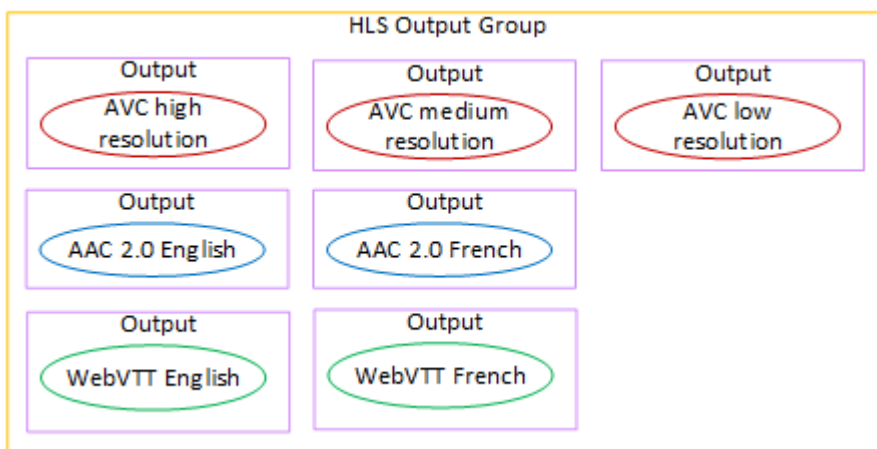 HLS Output Group
Output
AVC high
resolution
Output
AVC medium
resolution
Output
AVC low
resolution
Output
AAC 2.0 English
Output
AAC 2.0 French
Output
WebVTT English
Output
WebVTT French